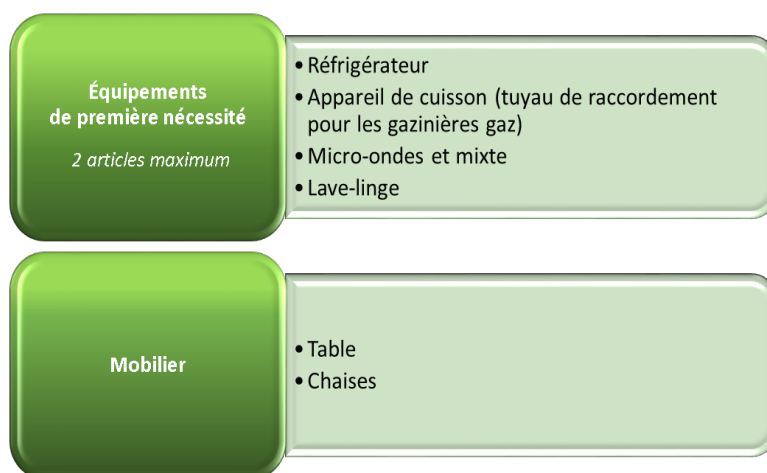 Équipements
de première nécessité
2 articles maximum
• Réfrigérateur
• Appareil de cuisson (tuyau de raccordement
pour les gazinières gaz)
• Micro-ondes et mixte
• Lave-linge
Mobilier
• Table
• Chaises